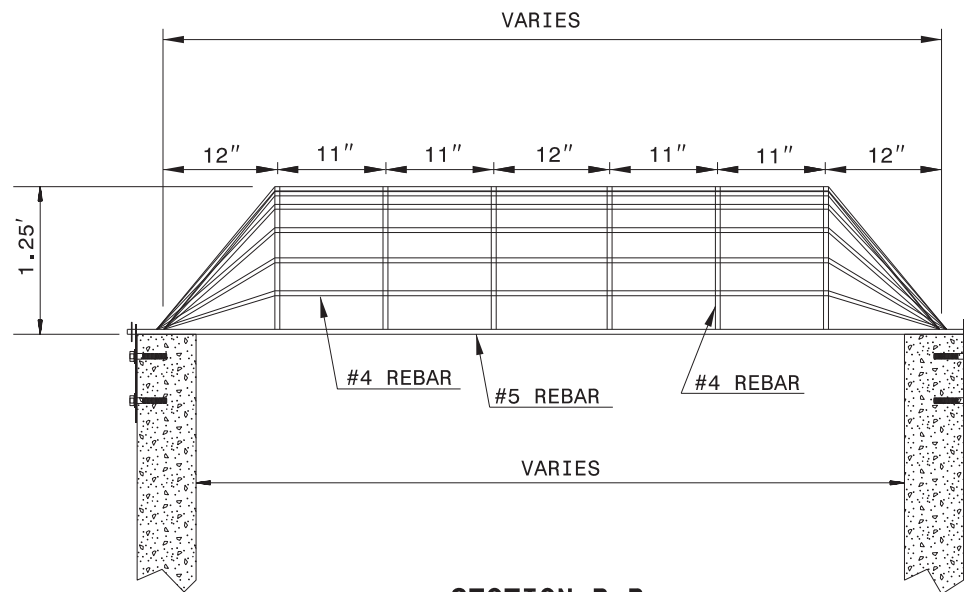 VARIES
12″ 11″ 11″ 12″ 11″ 11″ 12″
1.25′
#4 REBAR
#5 REBAR
#4 REBAR
VARIES